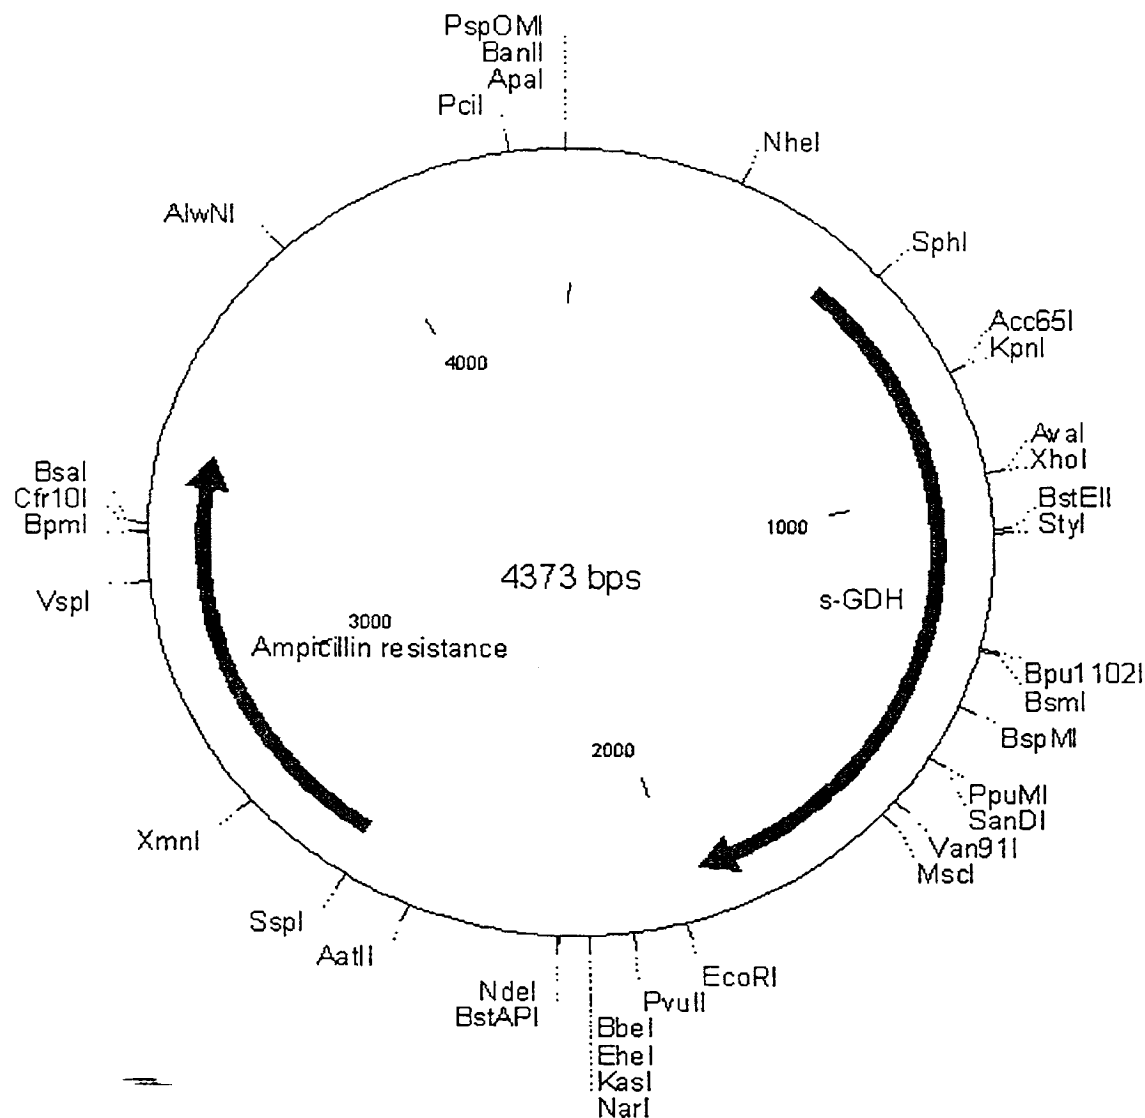 PspOMI
BanII
ApaI
PciI
NheI
AlwNI
SphI
Acc65I
KpnI
4000
AvaI
XhoI
BsaI
Cfr10I
BpmI
BstEII
StyI
1000
4373 bps
VspI
s-GDH
3000
Ampicillin resistance
Bpu1102I
BsmI
BspMI
2000
PpuMI
SanDI
XmnI
Van91I
MscI
SspI
AatII
EcoRI
NdeI
PvuII
BstAPI
BbeI
EheI
KasI
NarI